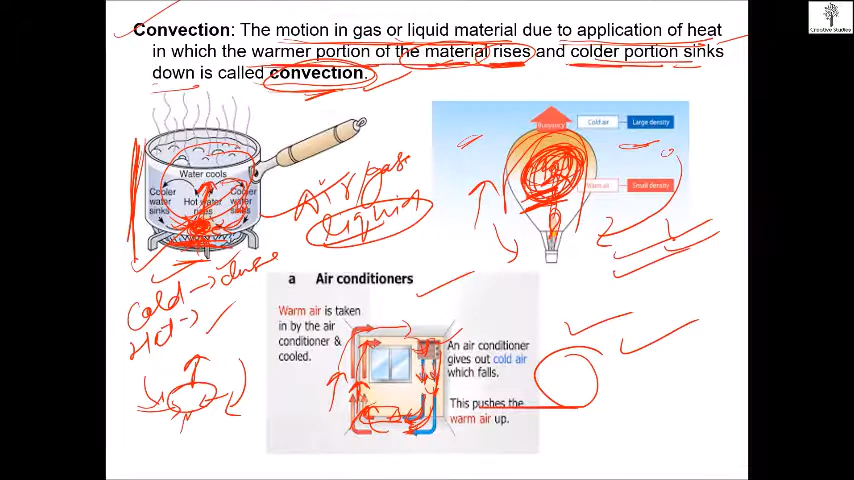 Creative Studies
Convection: The motion in gas or liquid material due to application of heat
in which the warmer portion of the material rises and colder portion sinks
down is called convection.
Water cools
Cooler
water
sinks
Hot water
rises
Cooler
water
sinks
Buoyancy
Cold air
Large density
Warm air
Small density
Air/gas
liquid
Cold → dense
Hot →
a Air conditioners
Warm air is taken
in by the air
conditioner &
cooled.
An air conditioner
gives out cold air
which falls.
This pushes the
warm air up.